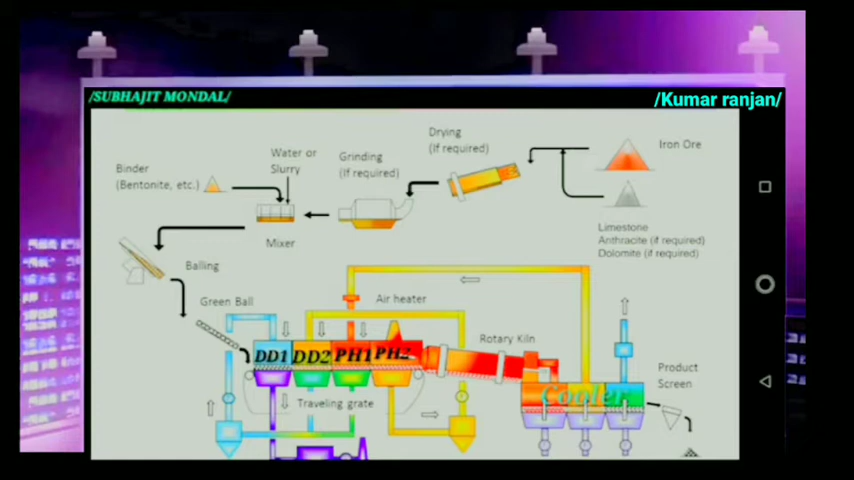 /SUBHAJIT MONDAL/
/Kumar ranjan/
Drying
(If required)
Iron Ore
Water or
Slurry
Grinding
(If required)
Binder
(Bentonite, etc.)
Limestone
Anthracite (if required)
Dolomite (if required)
Mixer
Balling
Green Ball
Air heater
Rotary Kiln
DD1 DD2 PH1 PH2
Product
Screen
Cooler
Traveling grate